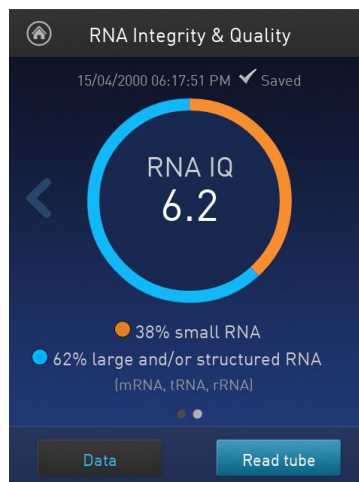 RNA Integrity & Quality
15/04/2000 06:17:51 PM ✔ Saved
RNA IQ
6.2
38% small RNA
62% large and/or structured RNA
(mRNA, tRNA, rRNA)
Data
Read tube